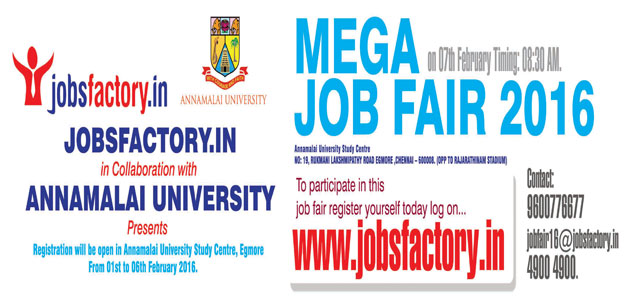 jobsfactory.in
ANNAMALAI UNIVERSITY
JOBSFACTORY.IN
in Collaboration with
ANNAMALAI UNIVERSITY
Presents
Registration will be open in Annamalai University Study Centre, Egmore
From 01st to 06th February 2016.
MEGA on 07th February Timing: 08:30 AM.
JOB FAIR 2016
Annamalai University Study Centre
NO: 19, RUKMANI LAKSHMIPATHY ROAD EGMORE ,CHENNAI – 600008. (OPP TO RAJARATHINAM STADIUM)
To participate in this
job fair register yourself today log on...
www.jobsfactory.in
Contact:
9600776677
jobfair16@jobsfactory.in
4900 4900.